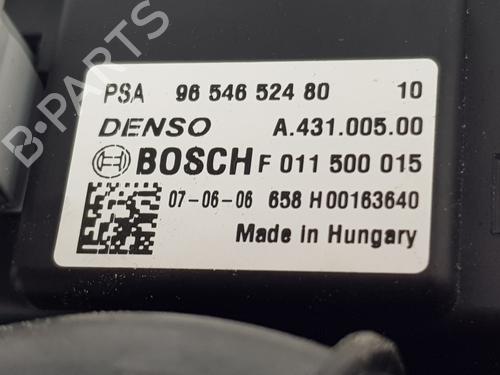 PSA 96 546 524 80 10
DENSO A.431.005.00
BOSCH F 011 500 015
07-06-06 658 H00163640
Made in Hungary